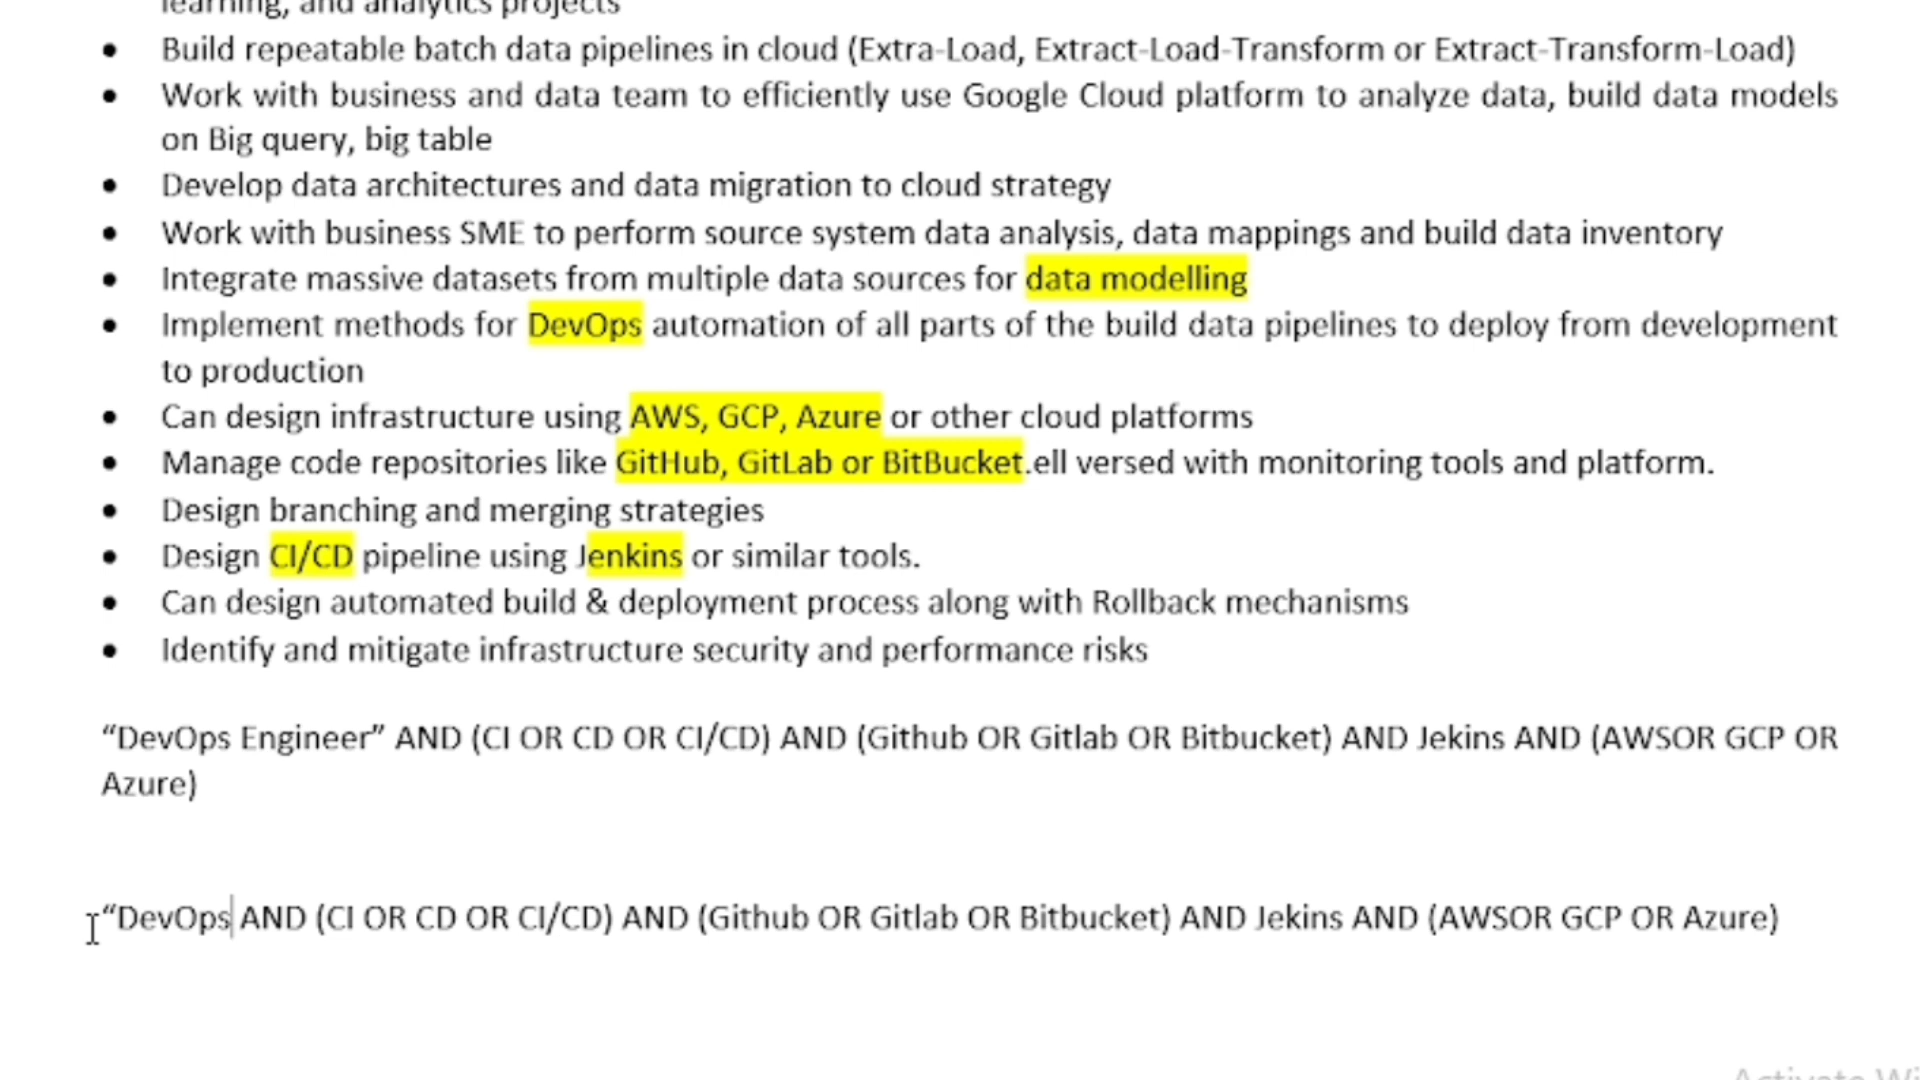 learning, and analytics projects
• Build repeatable batch data pipelines in cloud (Extra-Load, Extract-Load-Transform or Extract-Transform-Load)
• Work with business and data team to efficiently use Google Cloud platform to analyze data, build data models
on Big query, big table
• Develop data architectures and data migration to cloud strategy
• Work with business SME to perform source system data analysis, data mappings and build data inventory
• Integrate massive datasets from multiple data sources for data modelling
• Implement methods for DevOps automation of all parts of the build data pipelines to deploy from development
to production
• Can design infrastructure using AWS, GCP, Azure or other cloud platforms
• Manage code repositories like GitHub, GitLab or BitBucket.ell versed with monitoring tools and platform.
• Design branching and merging strategies
• Design CI/CD pipeline using Jenkins or similar tools.
• Can design automated build & deployment process along with Rollback mechanisms
• Identify and mitigate infrastructure security and performance risks
“DevOps Engineer” AND (CI OR CD OR CI/CD) AND (Github OR Gitlab OR Bitbucket) AND Jekins AND (AWSOR GCP OR
Azure)
“DevOps AND (CI OR CD OR CI/CD) AND (Github OR Gitlab OR Bitbucket) AND Jekins AND (AWSOR GCP OR Azure)